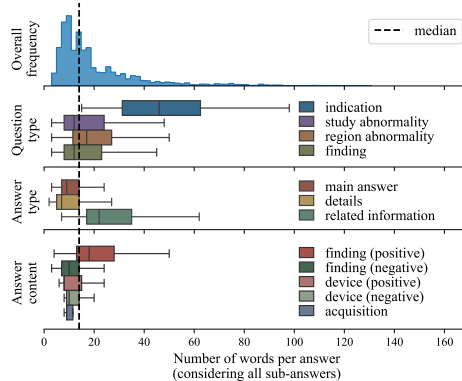 Overall
frequency
median
Question
type
indication
study abnormality
region abnormality
finding
Answer
type
main answer
details
related information
Answer
content
finding (positive)
finding (negative)
device (positive)
device (negative)
acquisition
0 20 40 60 80 100 120 140 160
Number of words per answer
(considering all sub-answers)